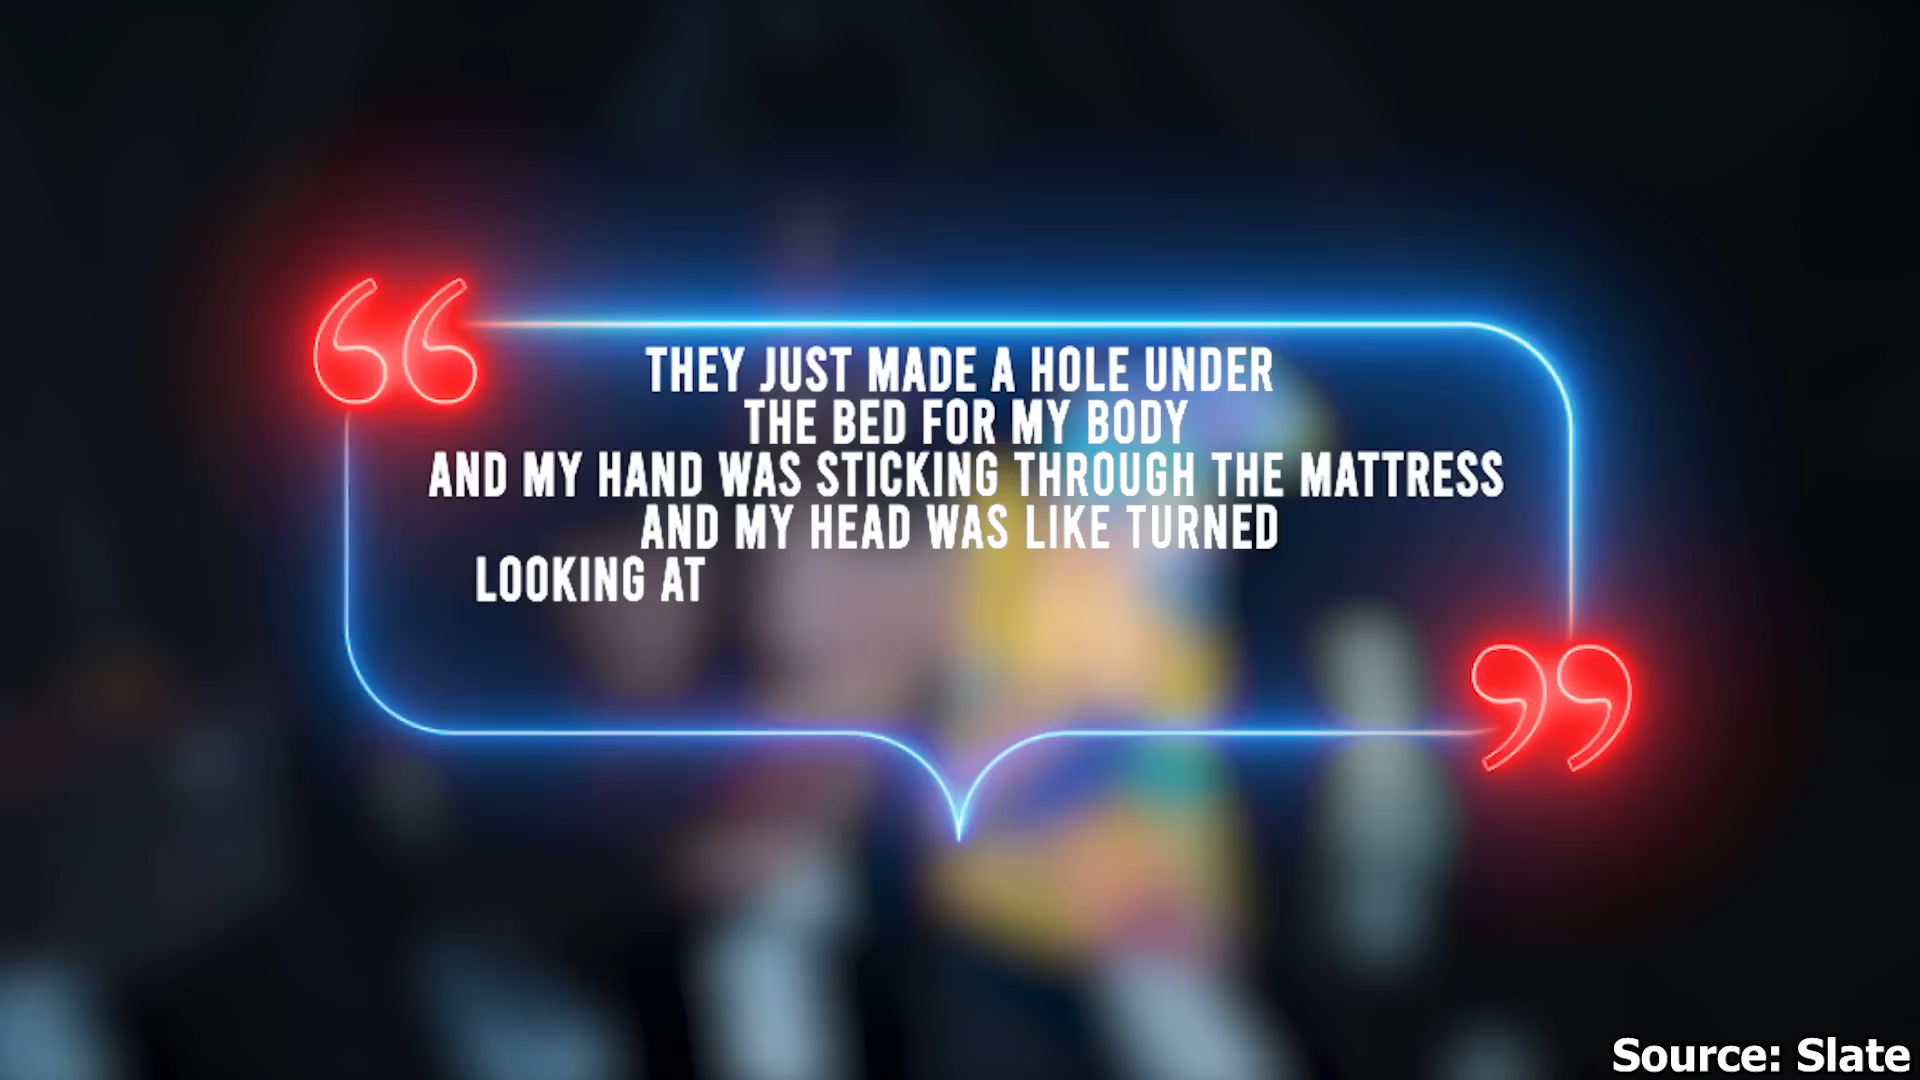 THEY JUST MADE A HOLE UNDER
THE BED FOR MY BODY
AND MY HAND WAS STICKING THROUGH THE MATTRESS
AND MY HEAD WAS LIKE TURNED
LOOKING AT
Source: Slate